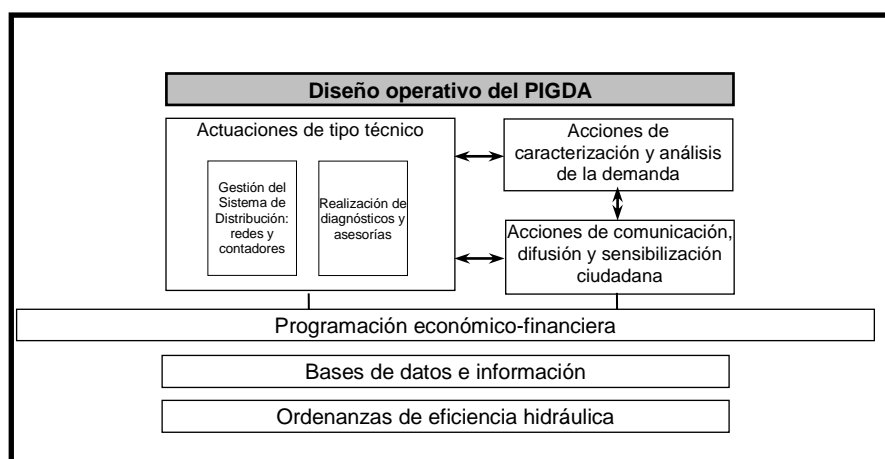 Diseño operativo del PIGDA
Actuaciones de tipo técnico
Gestión del
Sistema de
Distribución:
redes y
contadores
Realización de
diagnósticos y
asesorías
Acciones de
caracterización y análisis
de la demanda
Acciones de comunicación,
difusión y sensibilización
ciudadana
Programación económico-financiera
Bases de datos e información
Ordenanzas de eficiencia hidráulica